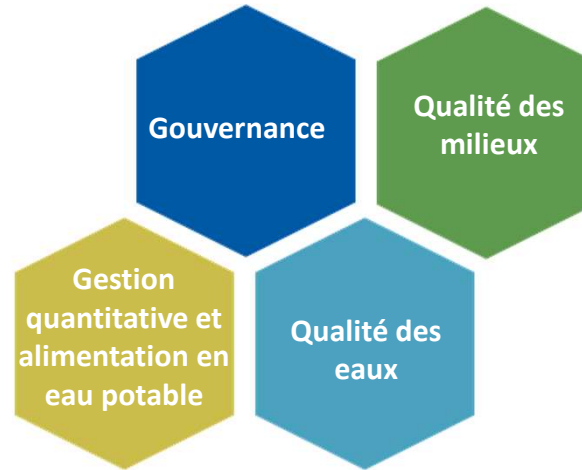 Gouvernance
Qualité des
milieux
Gestion
quantitative et
alimentation en
eau potable
Qualité des
eaux